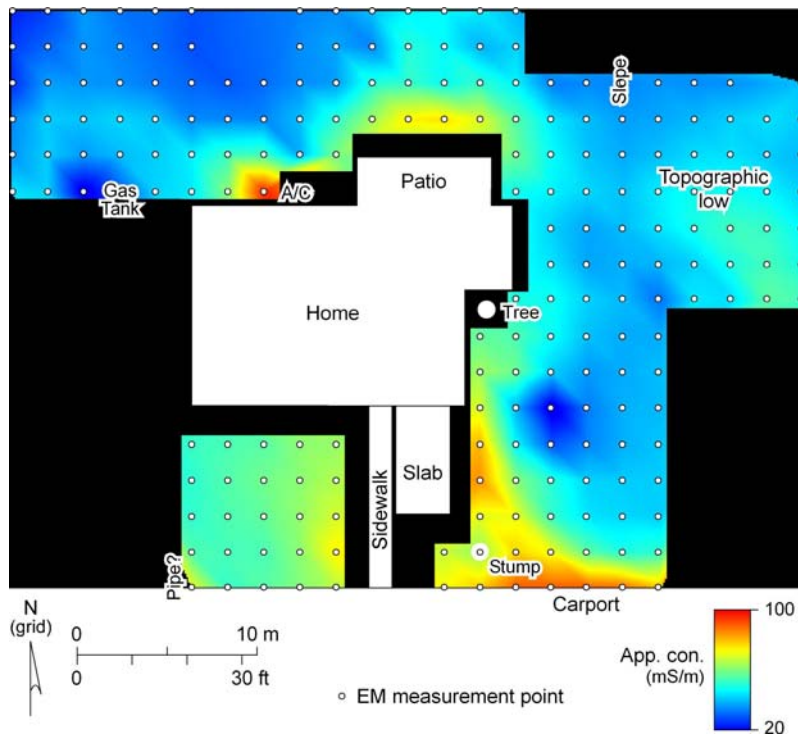 Slope
Gas
Tank
A/C
Patio
Topographic
low
Home
Tree
Sidewalk
Slab
Pipe?
Stump
Carport
N
(grid)
0
10 m
0
30 ft
EM measurement point
App. con.
(mS/m)
100
20